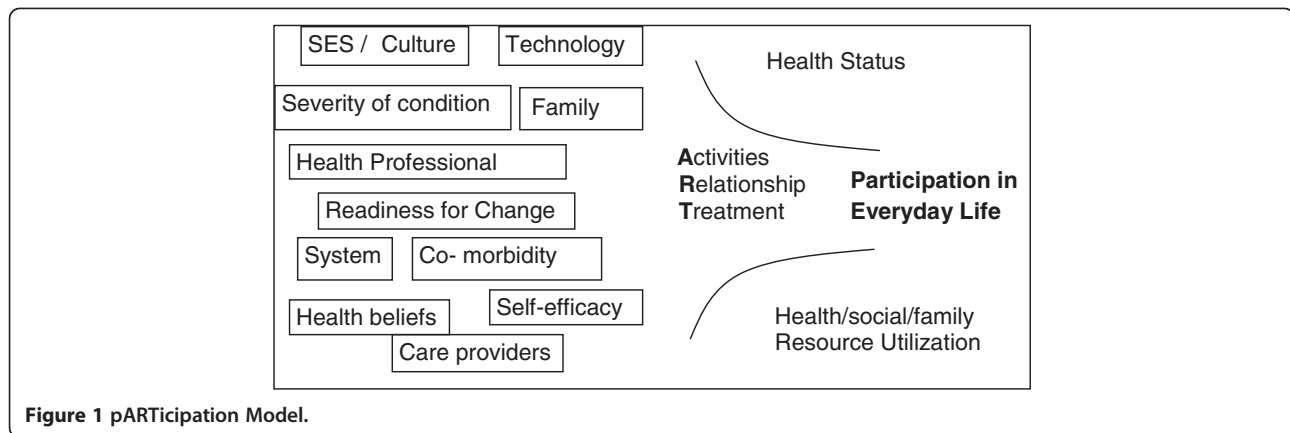 SES / Culture
Technology
Health Status
Severity of condition
Family
Health Professional
Activities
Relationship
Treatment
Participation in
Everyday Life
Readiness for Change
System
Co- morbidity
Self-efficacy
Health beliefs
Care providers
Health/social/family
Resource Utilization
Figure 1 pARTicipation Model.